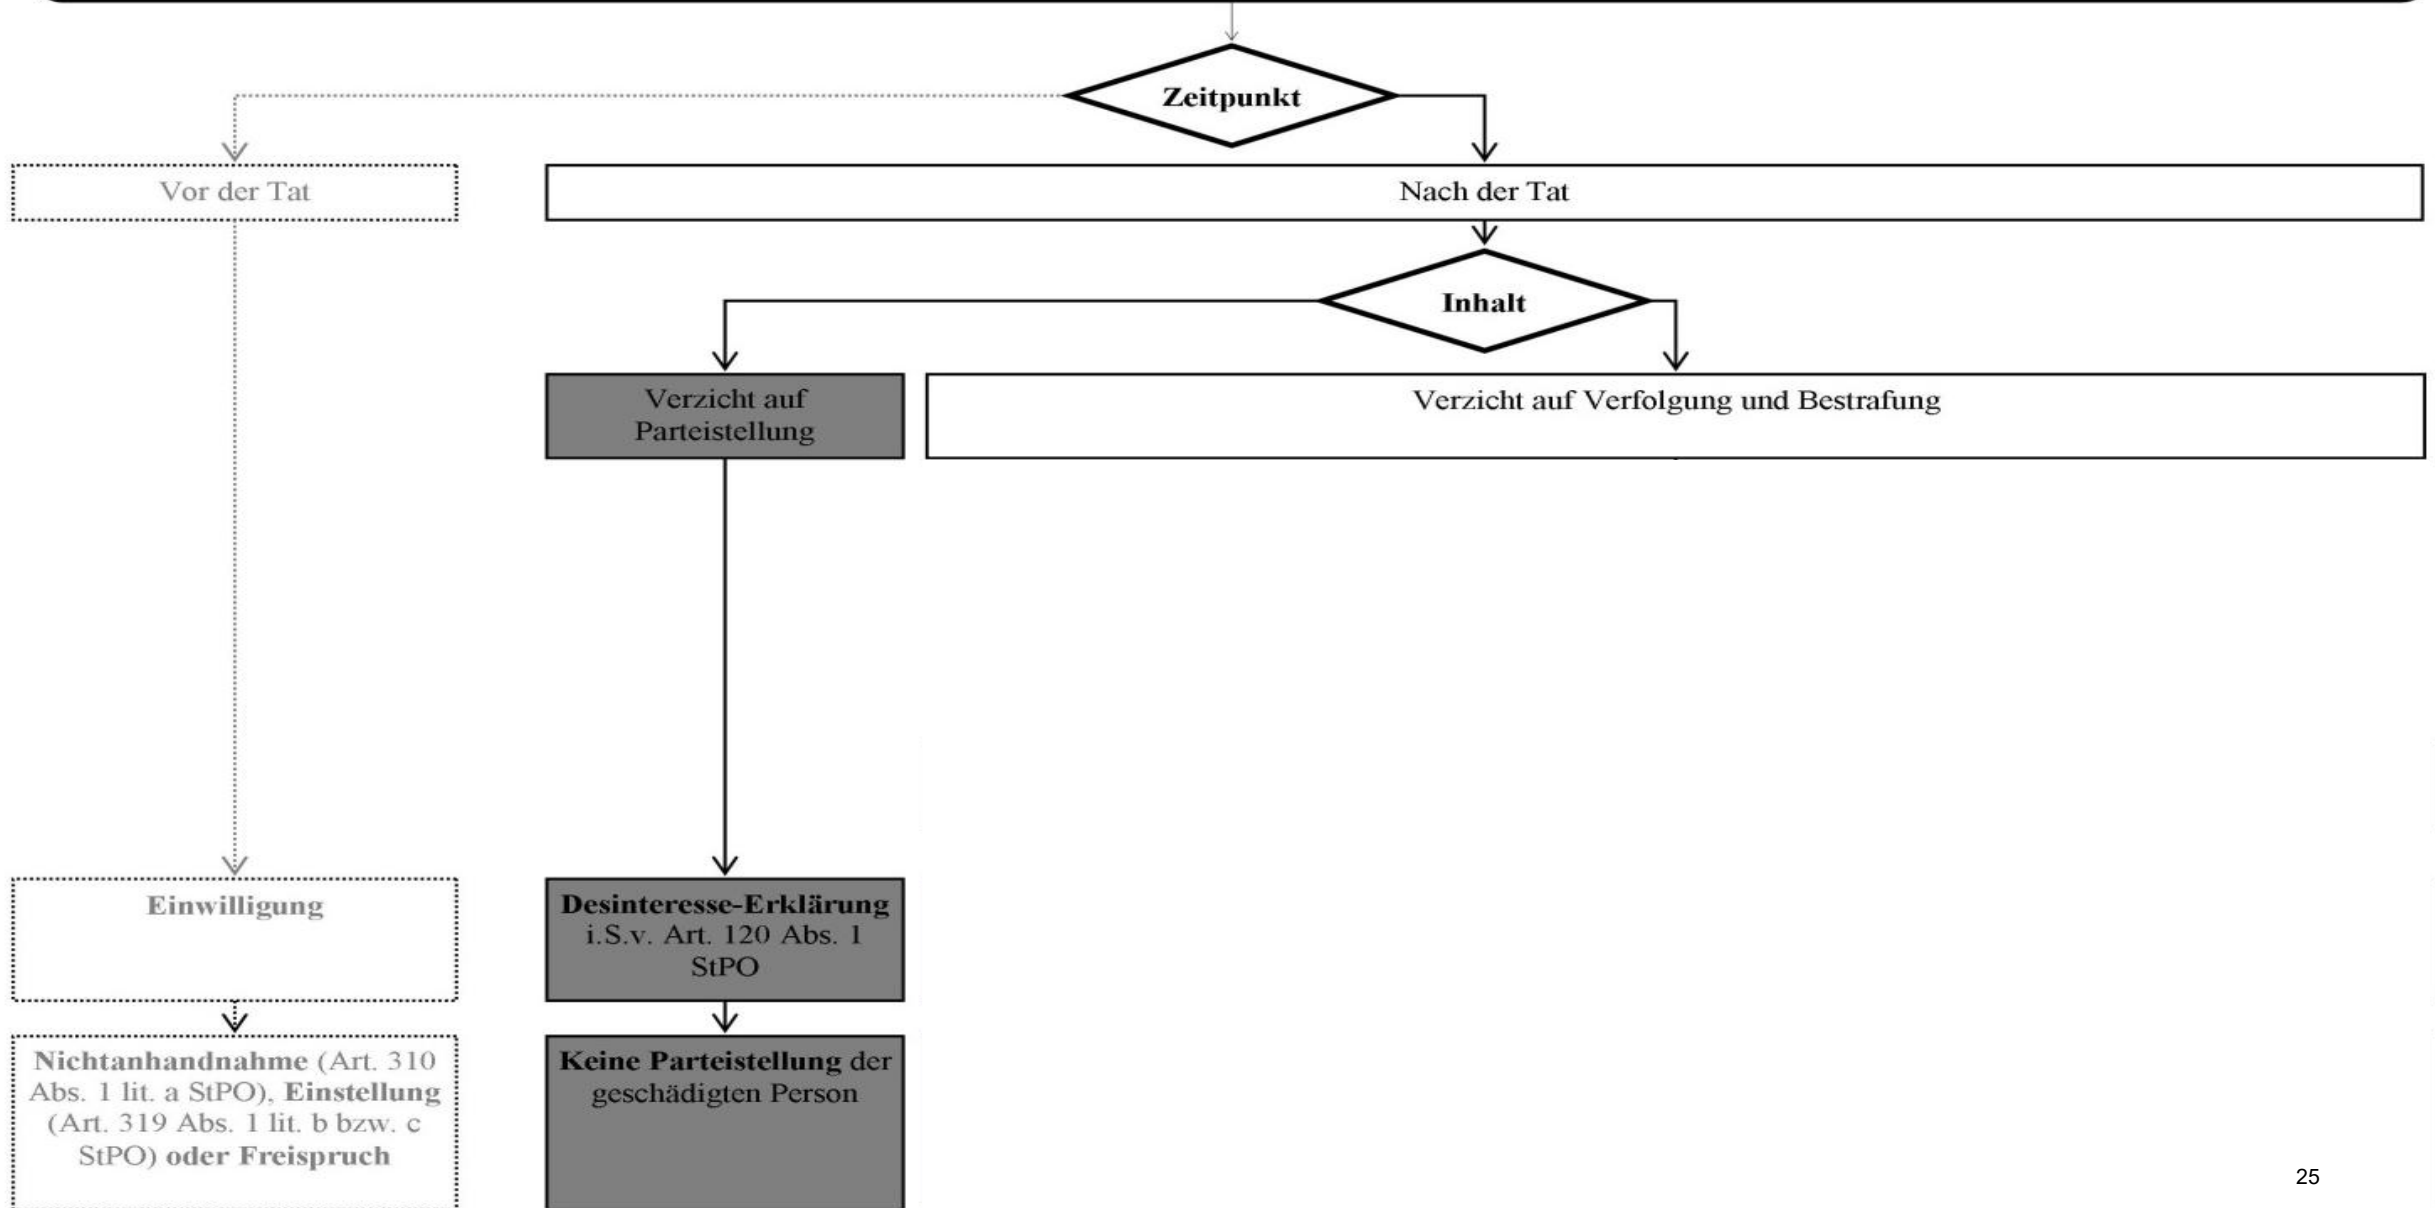 Zeitpunkt
Vor der Tat
Nach der Tat
Inhalt
Verzicht auf
Parteistellung
Verzicht auf Verfolgung und Bestrafung
Einwilligung
Desinteresse-Erklärung
i.S.v. Art. 120 Abs. 1
StPO
Nichtanhandnahme (Art. 310
Abs. 1 lit. a StPO), Einstellung
(Art. 319 Abs. 1 lit. b bzw. c
StPO) oder Freispruch
Keine Parteistellung der
geschädigten Person
25